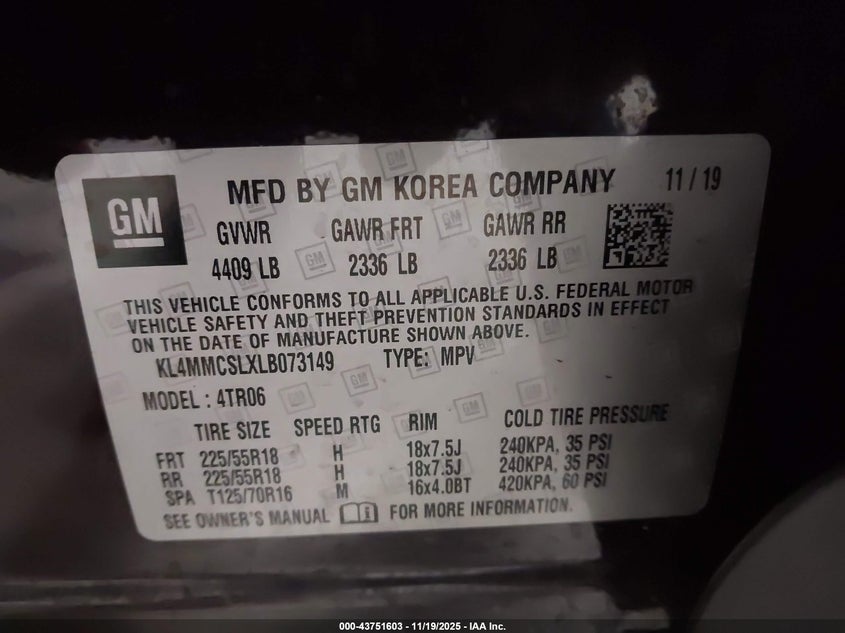 GM
MFD BY GM KOREA COMPANY 11 / 19
GVWR GAWR FRT GAWR RR
4409 LB 2336 LB 2336 LB
THIS VEHICLE CONFORMS TO ALL APPLICABLE U.S. FEDERAL MOTOR
VEHICLE SAFETY AND THEFT PREVENTION STANDARDS IN EFFECT
ON THE DATE OF MANUFACTURE SHOWN ABOVE.
KL4MMCSLXLB073149 TYPE: MPV
MODEL : 4TR06
TIRE SIZE SPEED RTG RIM COLD TIRE PRESSURE
FRT 225/55R18 H 18x7.5J 240KPA, 35 PSI
RR 225/55R18 H 18x7.5J 240KPA, 35 PSI
SPA T125/70R16 M 16x4.0BT 420KPA, 60 PSI
SEE OWNER'S MANUAL FOR MORE INFORMATION.
000-43751603 - 11/19/2025 - IAA Inc.